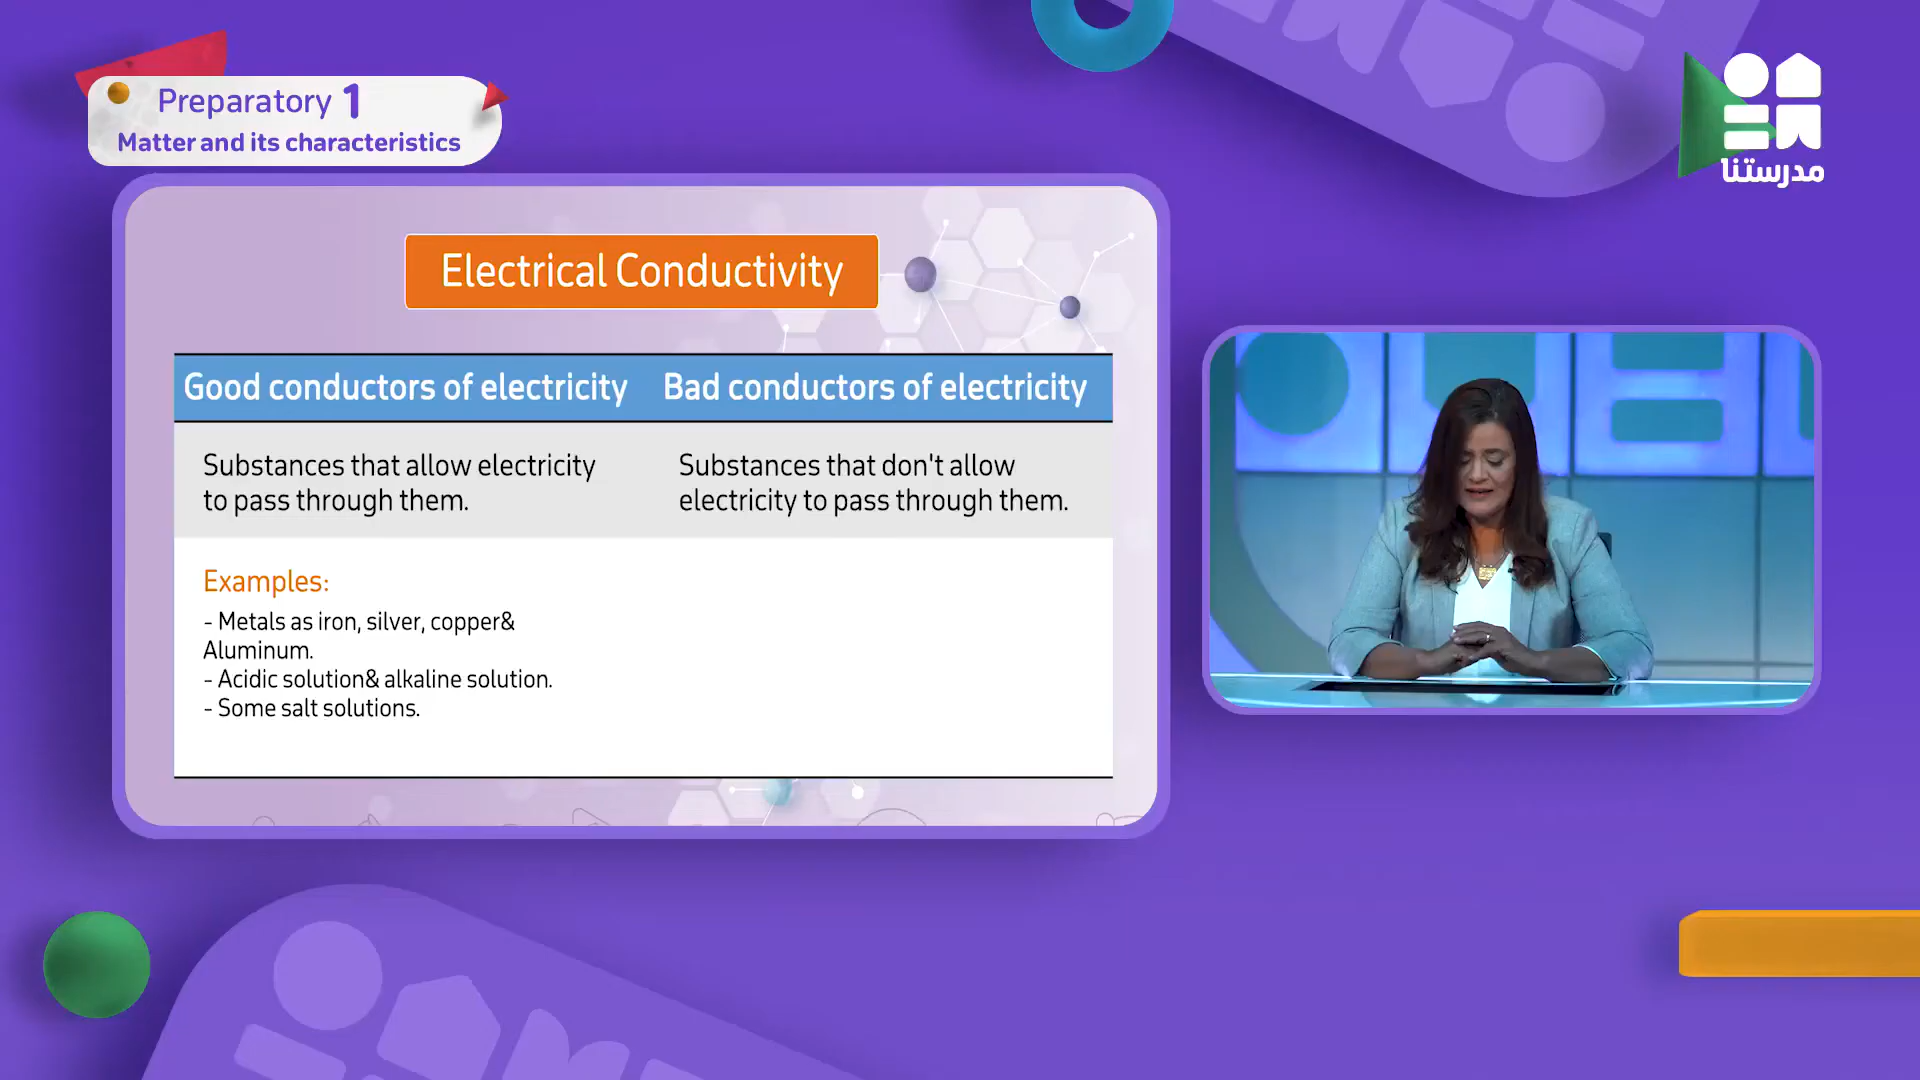 Preparatory 1
Matter and its characteristics
مدرستنا
Electrical Conductivity
Good conductors of electricity
Bad conductors of electricity
Substances that allow electricity
to pass through them.
Substances that don't allow
electricity to pass through them.
Examples:
- Metals as iron, silver, copper&
Aluminum.
- Acidic solution& alkaline solution.
- Some salt solutions.